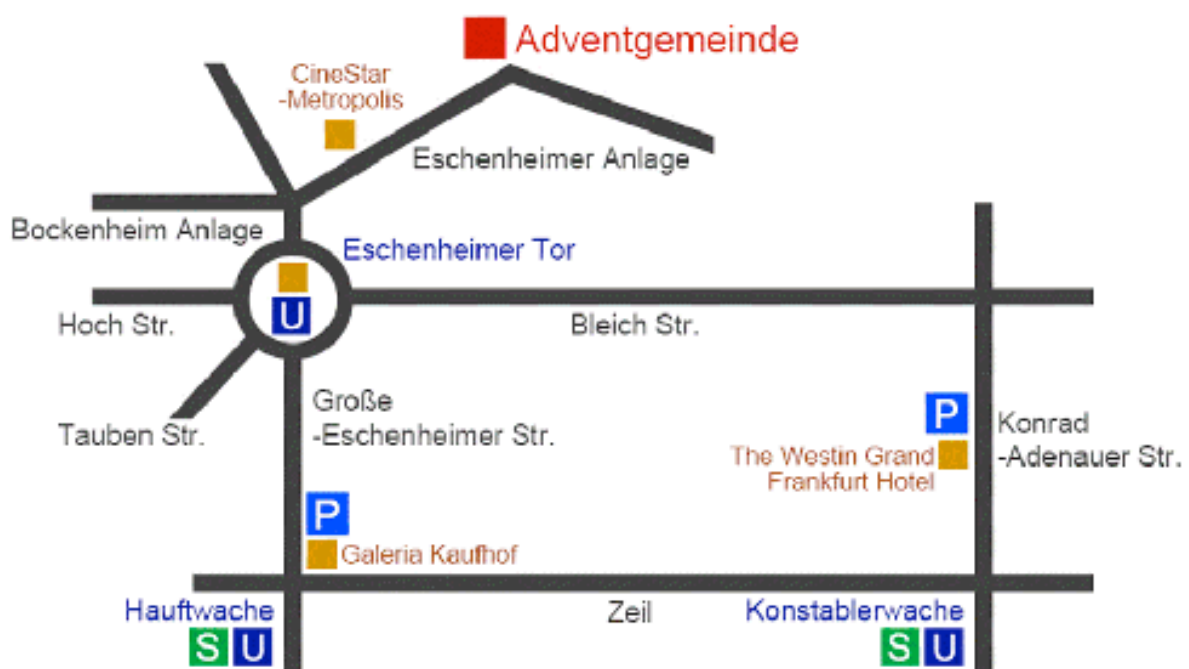 Adventgemeinde
CineStar
-Metropolis
Eschenheimer Anlage
Bockenheim Anlage
Eschenheimer Tor
U
Hoch Str.
Bleich Str.
Große
-Eschenheimer Str.
Tauben Str.
P
Konrad
-Adenauer Str.
The Westin Grand
Frankfurt Hotel
P
Galeria Kaufhof
Hauftwache
S U
Zeil
Konstablerwache
S U